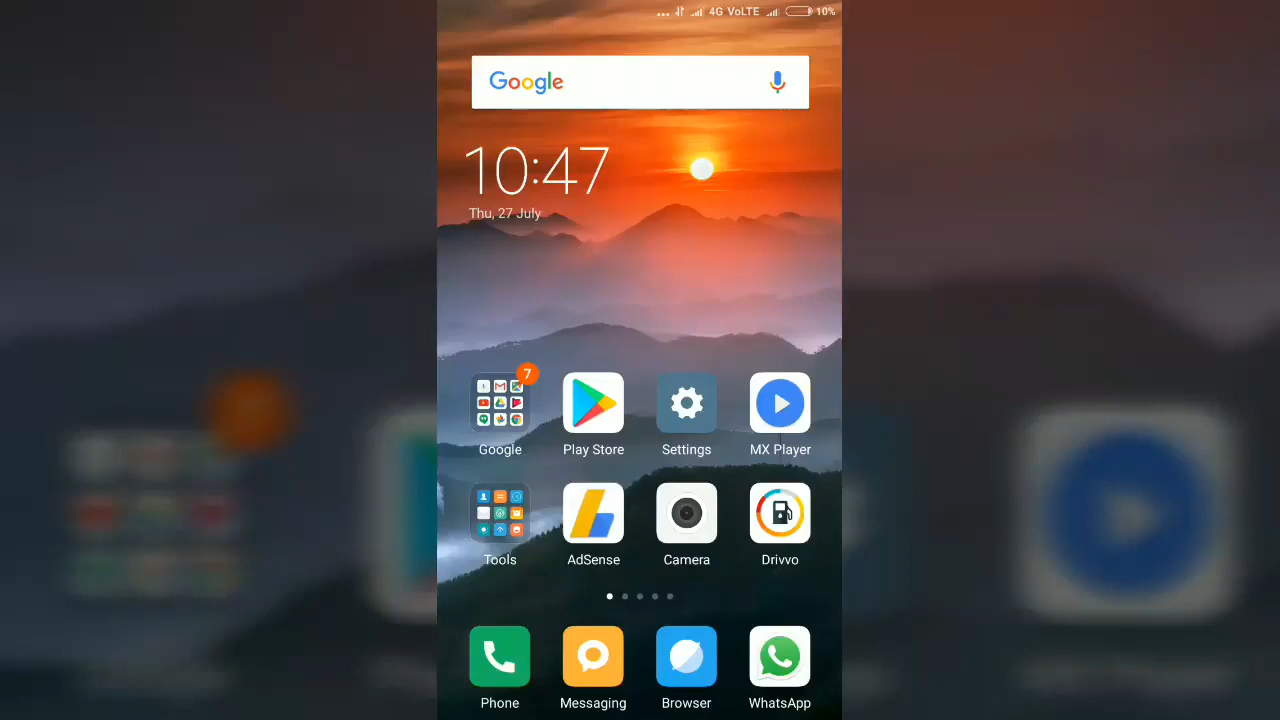 ... 4G VoLTE 10%
Google
10:47
Thu, 27 July
7
Google Play Store Settings MX Player
Tools AdSense Camera Drivvo
Phone Messaging Browser WhatsApp